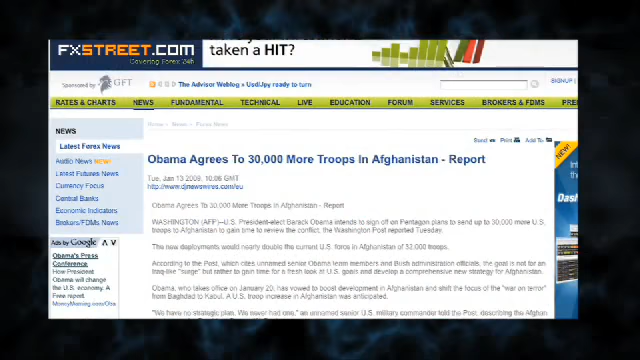 FXSTREET.COM
Covering Forex 24h
taken a HIT?
Sponsored by GFT
The Advisor Weblog » Usd/Jpy ready to turn
SIGNUP
RATES & CHARTS NEWS FUNDAMENTAL TECHNICAL LIVE EDUCATION FORUM SERVICES BROKERS & FDMS
Home » News » Forex News
NEWS
Send Print Add To
Latest Forex News
Audio News NEW!
Latest Futures News
Currency Focus
Central Banks
Economic Indicators
Brokers/FDMs News
Obama Agrees To 30,000 More Troops In Afghanistan - Report
Tue, Jan 13 2009, 10:06 GMT
http://www.djnewswires.com/eu
Obama Agrees To 30,000 More Troops In Afghanistan - Report
WASHINGTON (AFP)--U.S. President-elect Barack Obama intends to sign off on Pentagon plans to send up to 30,000 more U.S.
troops to Afghanistan to gain time to review the conflict, the Washington Post reported Tuesday.
The new deployments would nearly double the current U.S. force in Afghanistan of 32,000 troops.
According to the Post, which cites unnamed senior Obama team members and Bush administration officials, the goal is not for an
Iraq-like "surge" but rather to gain time for a fresh look at U.S. goals and develop a comprehensive new strategy for Afghanistan.
Obama, who takes office on January 20, has vowed to boost development in Afghanistan and shift the focus of the "war on terror"
from Baghdad to Kabul. A U.S. troop increase in Afghanistan was anticipated.
"We have no strategic plan. We never had one," an unnamed senior U.S. military commander told the Post, describing the Afghan
Ads by Google
Obama's Press
Conference
How President
Obama will change
the U.S. economy. A
Free report.
MoneyMorning.com/Oba
NEW!
Dash